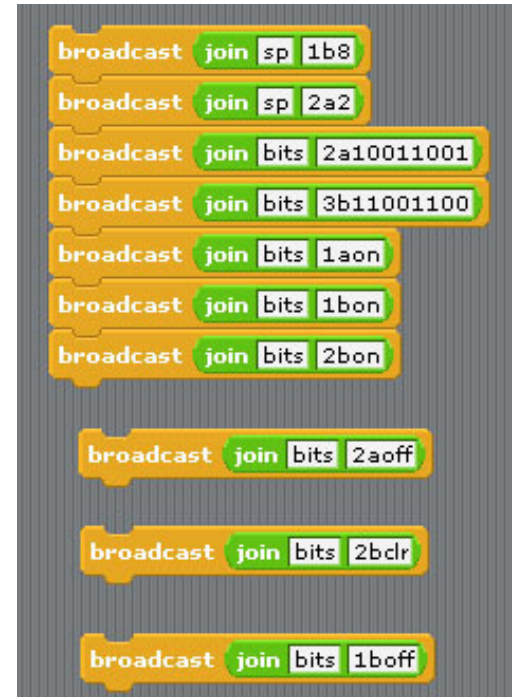 broadcast join sp 1b8
broadcast join sp 2a2
broadcast join bits 2a10011001
broadcast join bits 3b11001100
broadcast join bits 1aon
broadcast join bits 1bon
broadcast join bits 2bon
broadcast join bits 2aoff
broadcast join bits 2bclr
broadcast join bits 1boff